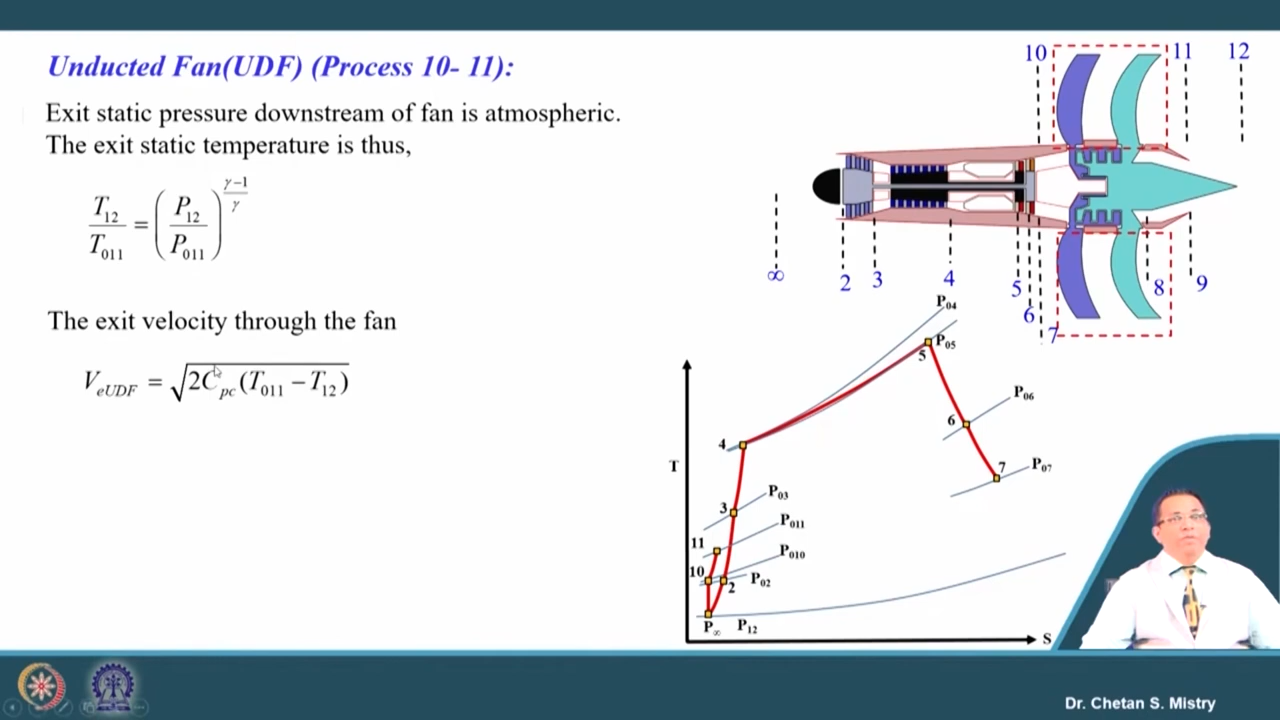 Unducted Fan(UDF) (Process 10- 11):
Exit static pressure downstream of fan is atmospheric.
The exit static temperature is thus,
T₁₂/T₀₁₁ = (P₁₂/P₀₁₁)^((γ−1)/γ)
The exit velocity through the fan
V_eUDF = √(2C_pc(T₀₁₁ − T₁₂))
10 11 12
∞ 2 3 4 5 6 7 8 9
P₀₄
5 P₀₅
P₀₆
6
4
T
7 P₀₇
P₀₃
3
P₀₁₁
11
P₀₁₀
10
P₀₂
2
P∞ P₁₂
S
Dr. Chetan S. Mistry